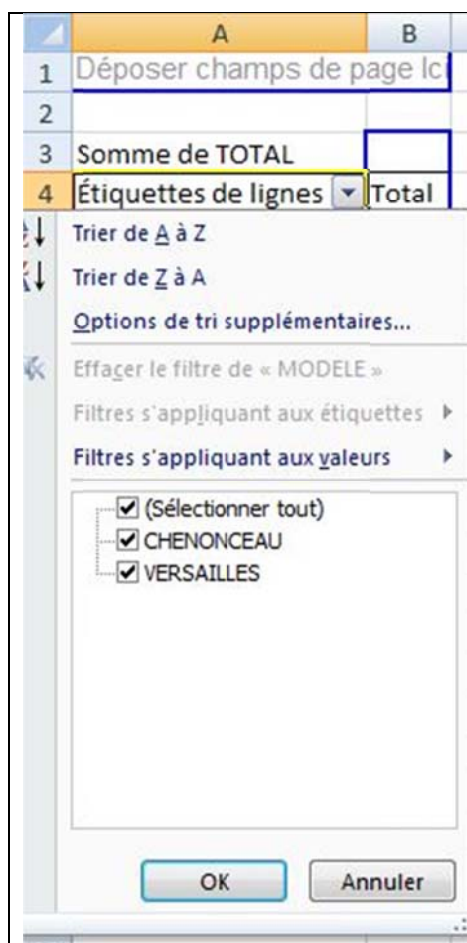 A B
1 Déposer champs de page Ici
2
3 Somme de TOTAL
4 Étiquettes de lignes Total
Trier de A à Z
Trier de Z à A
Options de tri supplémentaires...
Effacer le filtre de « MODELE »
Filtres s'appliquant aux étiquettes
Filtres s'appliquant aux valeurs
(Sélectionner tout)
CHENONCEAU
VERSAILLES
OK Annuler